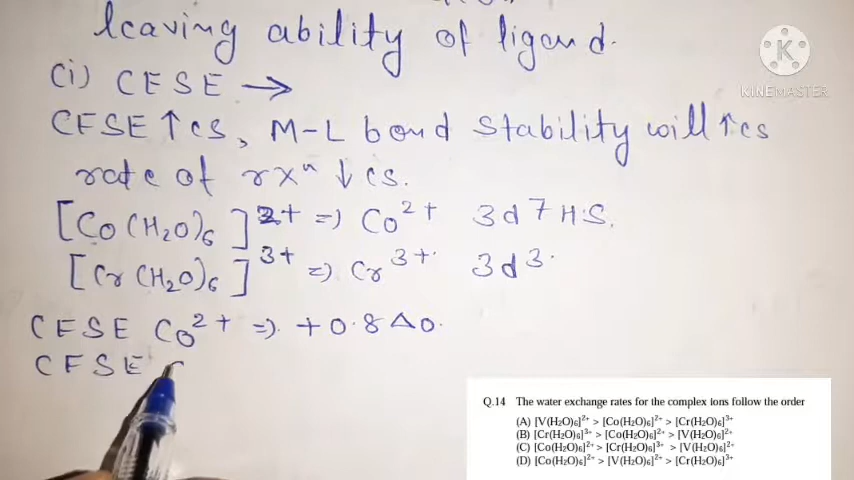 leaving ability of ligand.
(i) CFSE →
CFSE ↑cs, M-L bond stability will ↑cs
rate of rxⁿ ↓cs.
[Co(H₂O)₆]²⁺ ⇒ Co²⁺ 3d⁷ H.S.
[Cr(H₂O)₆]³⁺ ⇒ Cr³⁺ 3d³.
CFSE Co²⁺ ⇒ +0.8Δo.
CFSE
K
KINEMASTER
Q.14 The water exchange rates for the complex ions follow the order
(A) [V(H₂O)₆]²⁺ > [Co(H₂O)₆]²⁺ > [Cr(H₂O)₆]³⁺
(B) [Cr(H₂O)₆]³⁺ > [Co(H₂O)₆]²⁺ > [V(H₂O)₆]²⁺
(C) [Co(H₂O)₆]²⁺ > [Cr(H₂O)₆]³⁺ > [V(H₂O)₆]²⁺
(D) [Co(H₂O)₆]²⁺ > [V(H₂O)₆]²⁺ > [Cr(H₂O)₆]³⁺